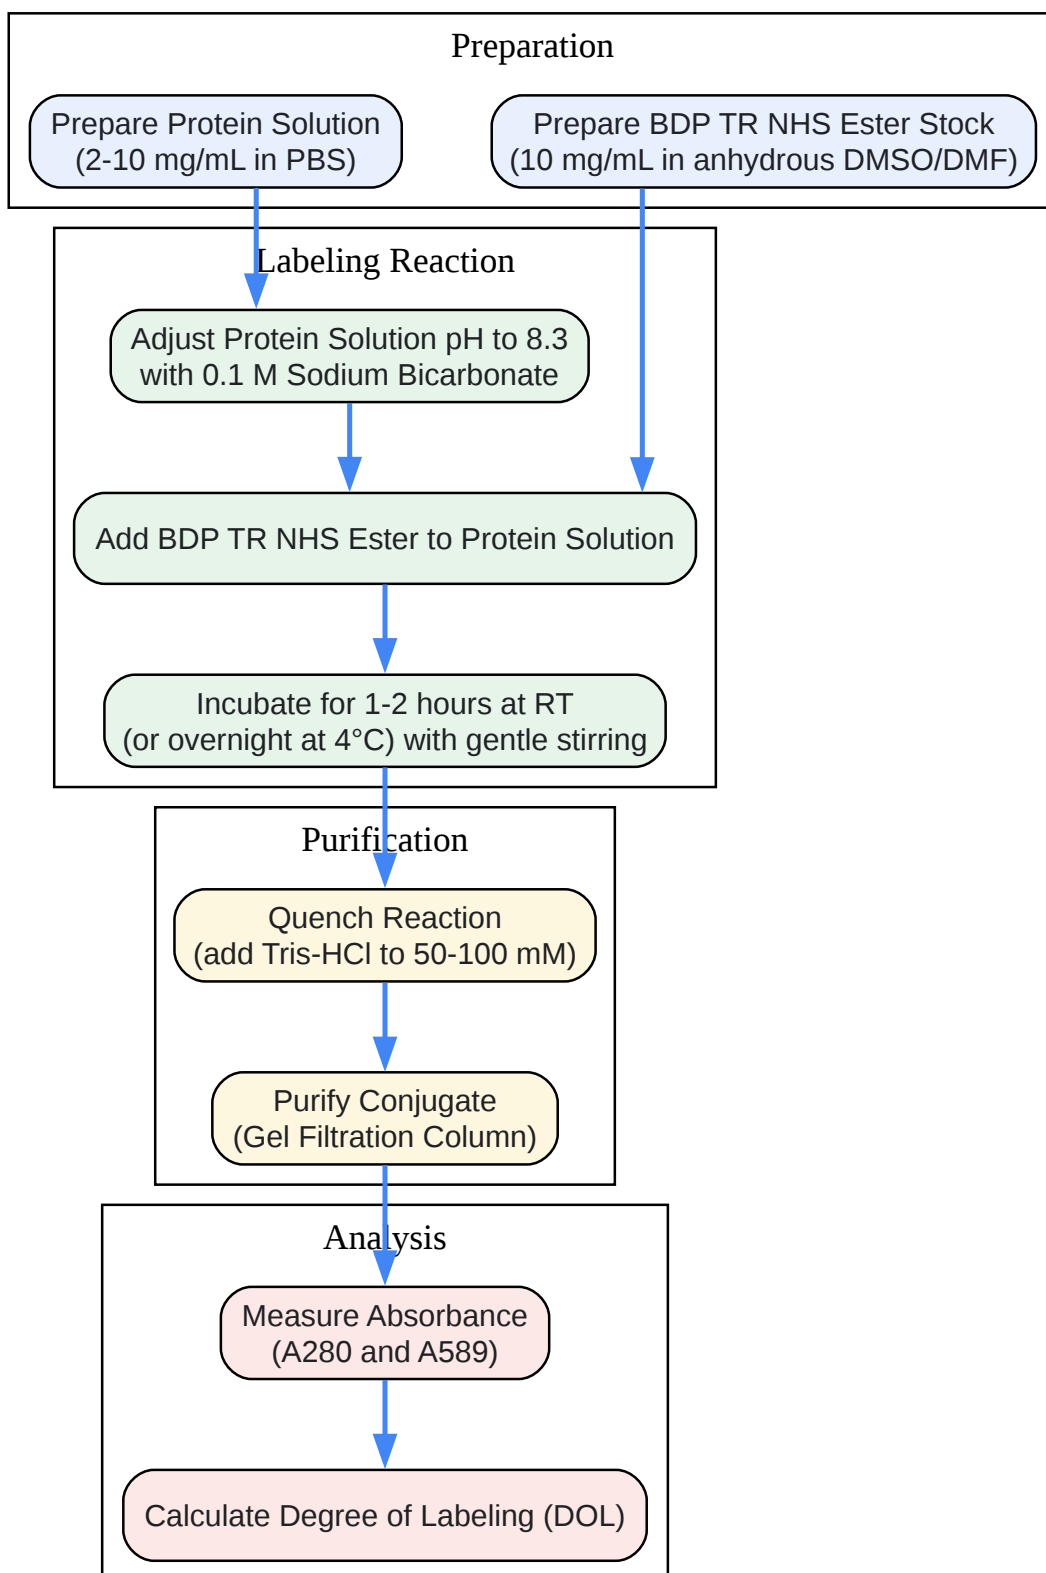 Preparation
Prepare Protein Solution
(2-10 mg/mL in PBS)
Prepare BDP TR NHS Ester Stock
(10 mg/mL in anhydrous DMSO/DMF)
Labeling Reaction
Adjust Protein Solution pH to 8.3
with 0.1 M Sodium Bicarbonate
Add BDP TR NHS Ester to Protein Solution
Incubate for 1-2 hours at RT
(or overnight at 4°C) with gentle stirring
Purification
Quench Reaction
(add Tris-HCl to 50-100 mM)
Purify Conjugate
(Gel Filtration Column)
Analysis
Measure Absorbance
(A280 and A589)
Calculate Degree of Labeling (DOL)